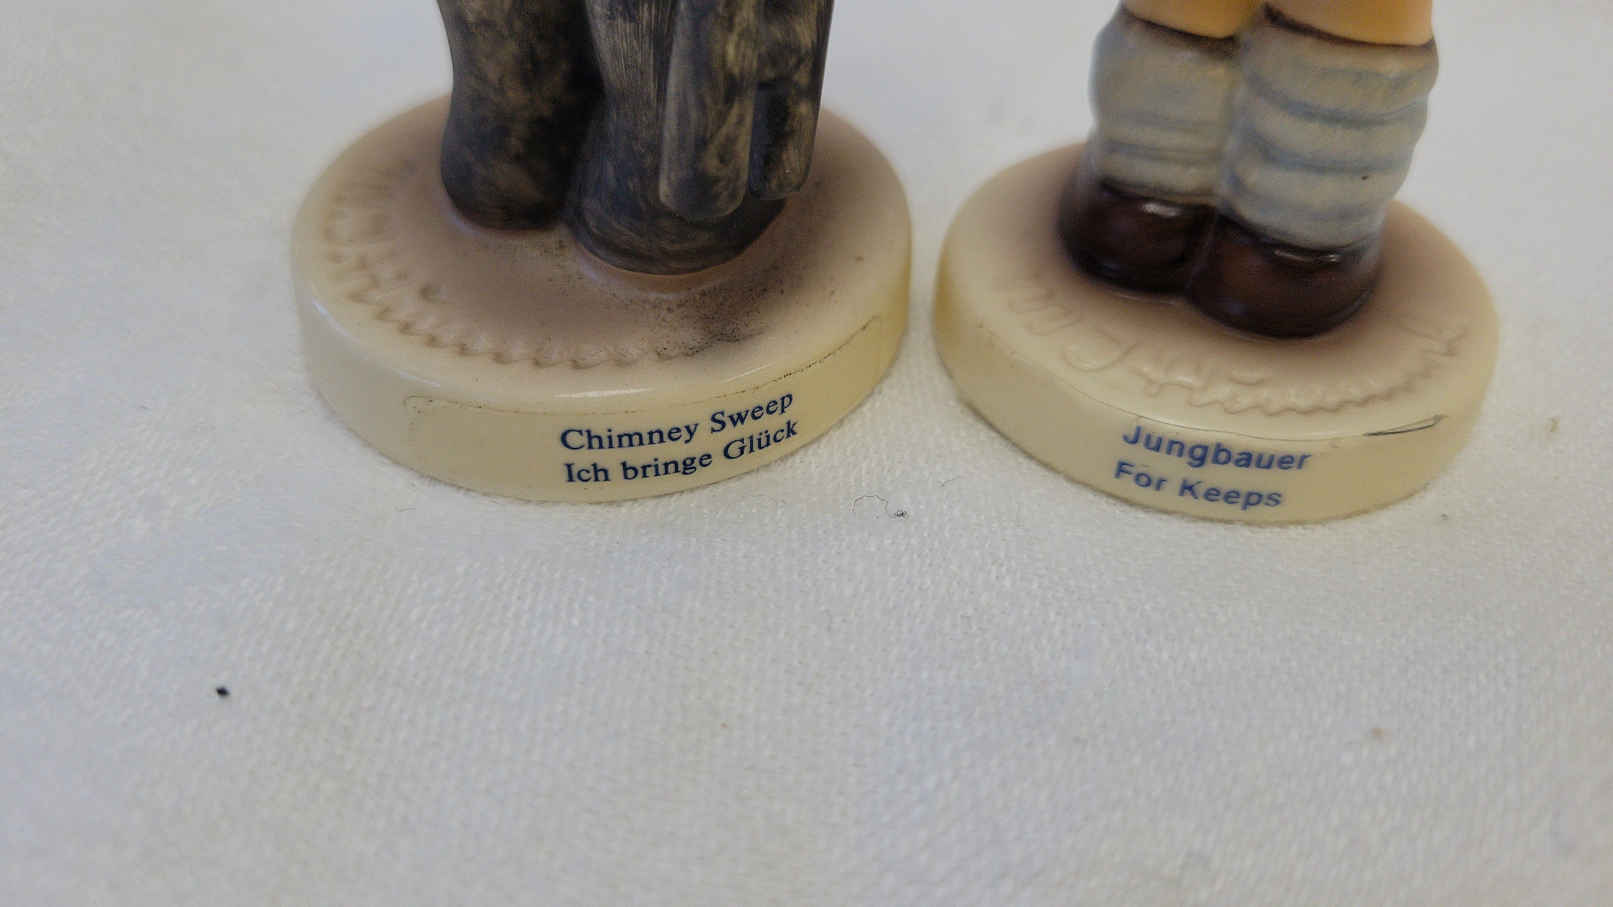 Chimney Sweep
Ich bringe Glück
Jungbauer
For Keeps